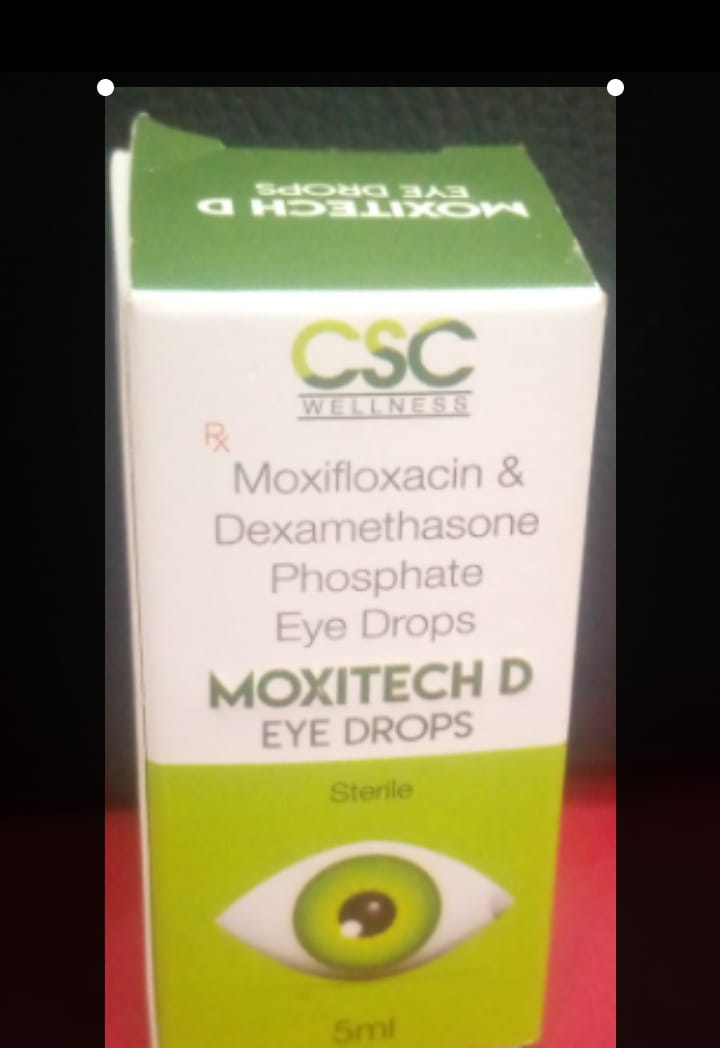 MOXITECH D
EYE DROPS
CSC
WELLNESS
Rx
Moxifloxacin &
Dexamethasone
Phosphate
Eye Drops
MOXITECH D
EYE DROPS
Sterile
5ml